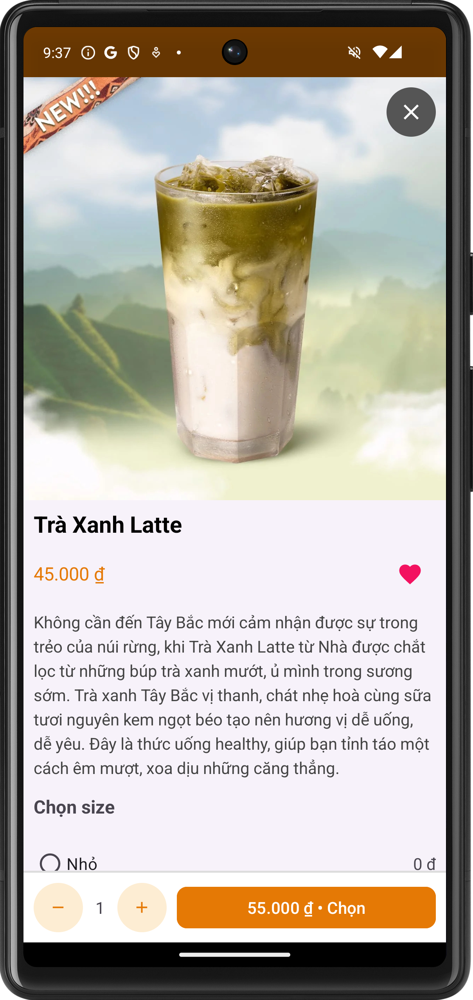 9:37
NEW!!!
Trà Xanh Latte
45.000 ₫
Không cần đến Tây Bắc mới cảm nhận được sự trong
trẻo của núi rừng, khi Trà Xanh Latte từ Nhà được chắt
lọc từ những búp trà xanh mướt, ủ mình trong sương
sớm. Trà xanh Tây Bắc vị thanh, chát nhẹ hoà cùng sữa
tươi nguyên kem ngọt béo tạo nên hương vị dễ uống,
dễ yêu. Đây là thức uống healthy, giúp bạn tỉnh táo một
cách êm mượt, xoa dịu những căng thẳng.
Chọn size
Nhỏ 0 đ
− 1 + 55.000 ₫ • Chọn